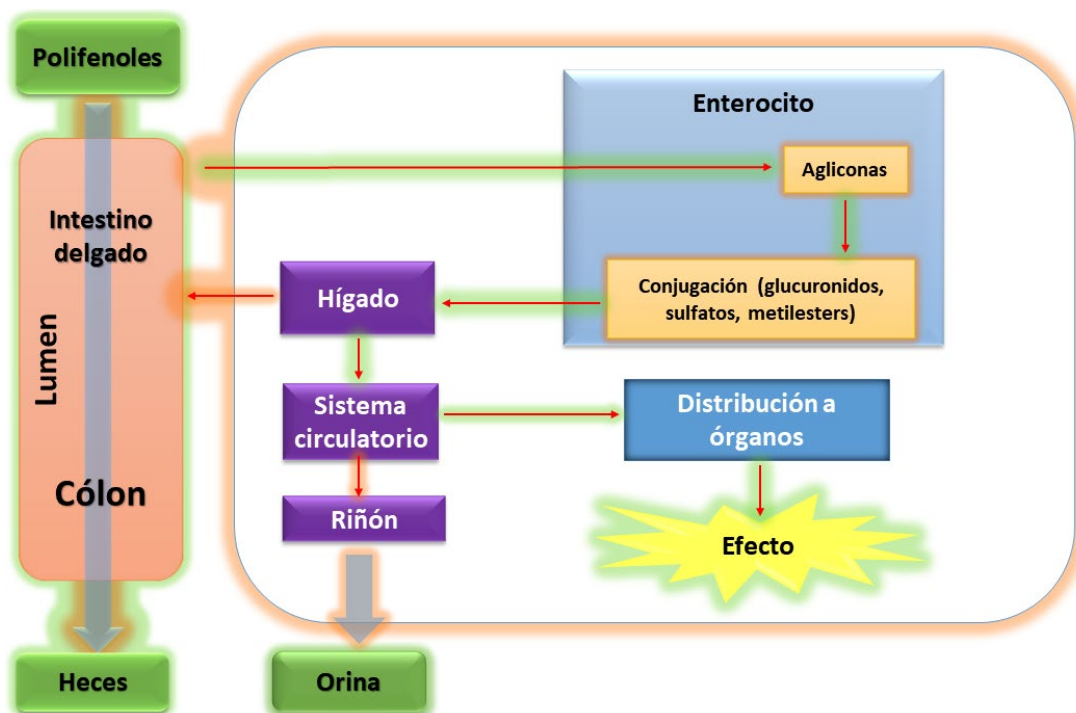 Polifenoles
Intestino
delgado
Lumen
Cólon
Heces
Enterocito
Agliconas
Conjugación (glucuronidos,
sulfatos, metilesters)
Hígado
Sistema
circulatorio
Riñón
Orina
Distribución a
órganos
Efecto